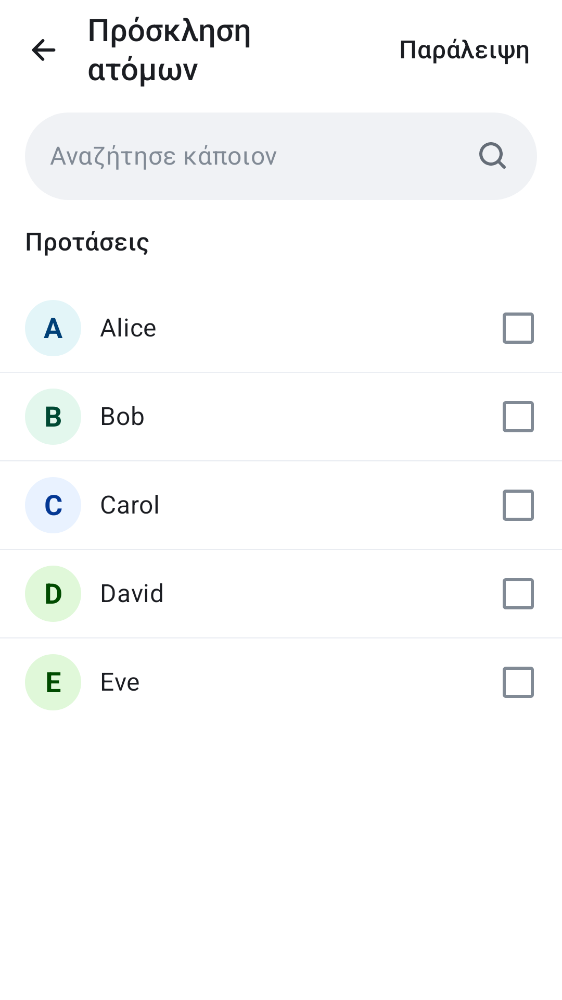 Πρόσκληση
ατόμων
Παράλειψη
Αναζήτησε κάποιον
Προτάσεις
A Alice
B Bob
C Carol
D David
E Eve